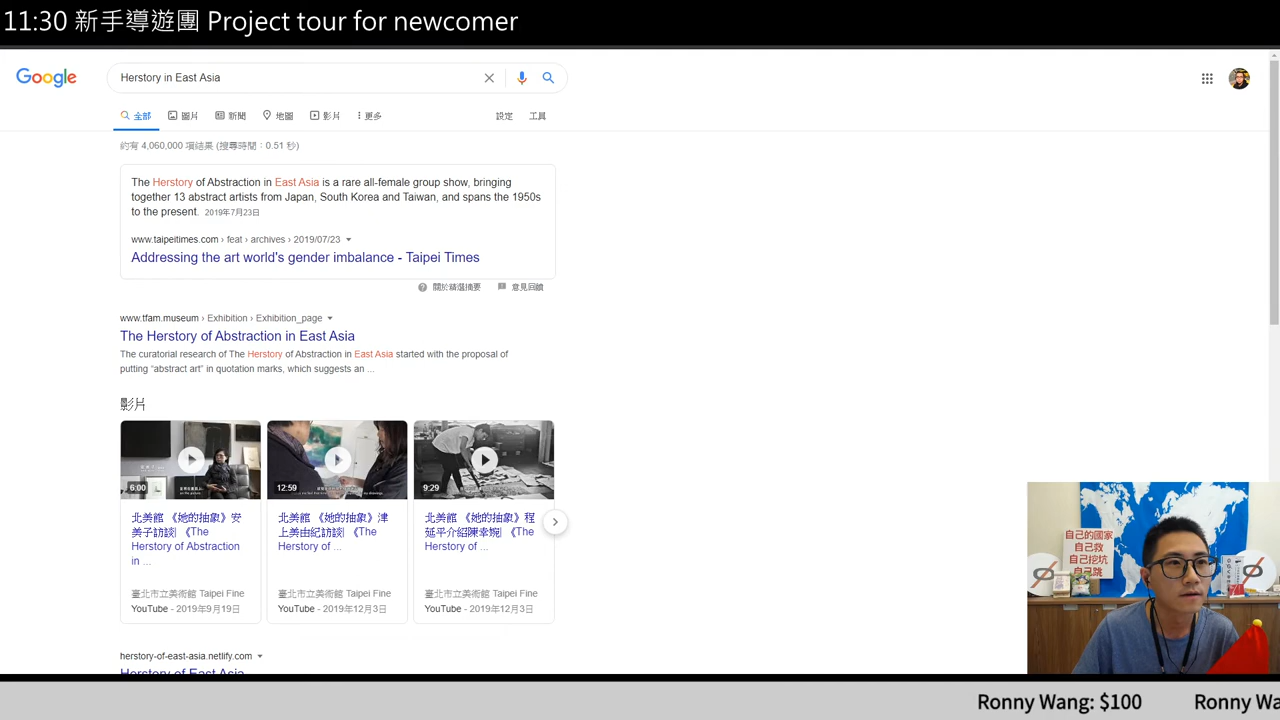 11:30 新手導遊團 Project tour for newcomer
Google
Herstory in East Asia
全部 圖片 新聞 地圖 影片 更多 設定 工具
約有 4,060,000 項結果 (搜尋時間：0.51 秒)
The Herstory of Abstraction in East Asia is a rare all-female group show, bringing
together 13 abstract artists from Japan, South Korea and Taiwan, and spans the 1950s
to the present. 2019年7月23日
www.taipeitimes.com › feat › archives › 2019/07/23
Addressing the art world's gender imbalance - Taipei Times
關於精選摘要 意見回饋
www.tfam.museum › Exhibition › Exhibition_page
The Herstory of Abstraction in East Asia
The curatorial research of The Herstory of Abstraction in East Asia started with the proposal of
putting “abstract art” in quotation marks, which suggests an ...
影片
6:00
12:59
9:29
北美館 《她的抽象》安
美子訪談| 《The
Herstory of Abstraction
in ...
臺北市立美術館 Taipei Fine
YouTube - 2019年9月19日
北美館 《她的抽象》津
上美由紀訪談| 《The
Herstory of ...
臺北市立美術館 Taipei Fine
YouTube - 2019年12月3日
北美館 《她的抽象》程
延平介紹陳幸婉| 《The
Herstory of ...
臺北市立美術館 Taipei Fine
YouTube - 2019年12月3日
herstory-of-east-asia.netlify.com
Herstory of East Asia
自己的國家
自己救
自己挖坑
自己跳
Ronny Wang: $100 Ronny Wa